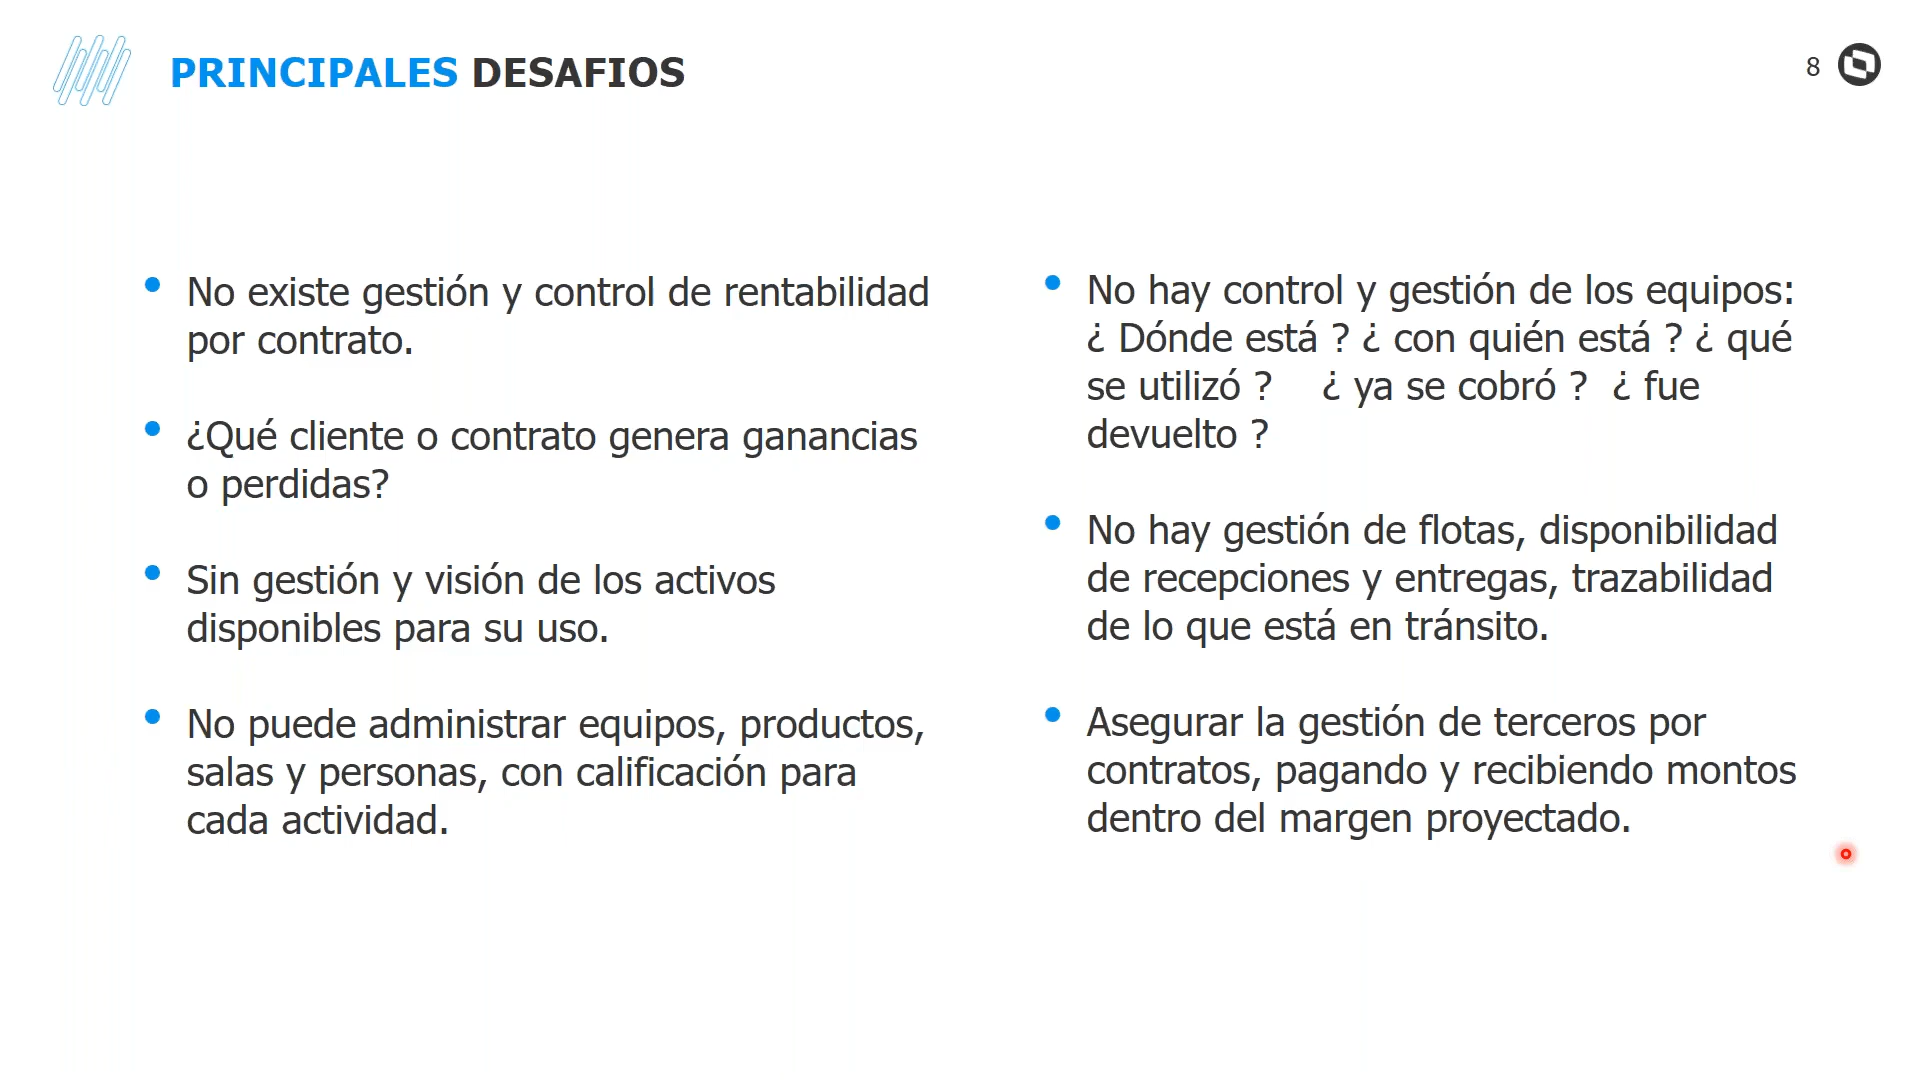 PRINCIPALES DESAFIOS
8
No existe gestión y control de rentabilidad
por contrato.
¿Qué cliente o contrato genera ganancias
o perdidas?
Sin gestión y visión de los activos
disponibles para su uso.
No puede administrar equipos, productos,
salas y personas, con calificación para
cada actividad.
No hay control y gestión de los equipos:
¿ Dónde está ? ¿ con quién está ? ¿ qué
se utilizó ?    ¿ ya se cobró ?  ¿ fue
devuelto ?
No hay gestión de flotas, disponibilidad
de recepciones y entregas, trazabilidad
de lo que está en tránsito.
Asegurar la gestión de terceros por
contratos, pagando y recibiendo montos
dentro del margen proyectado.